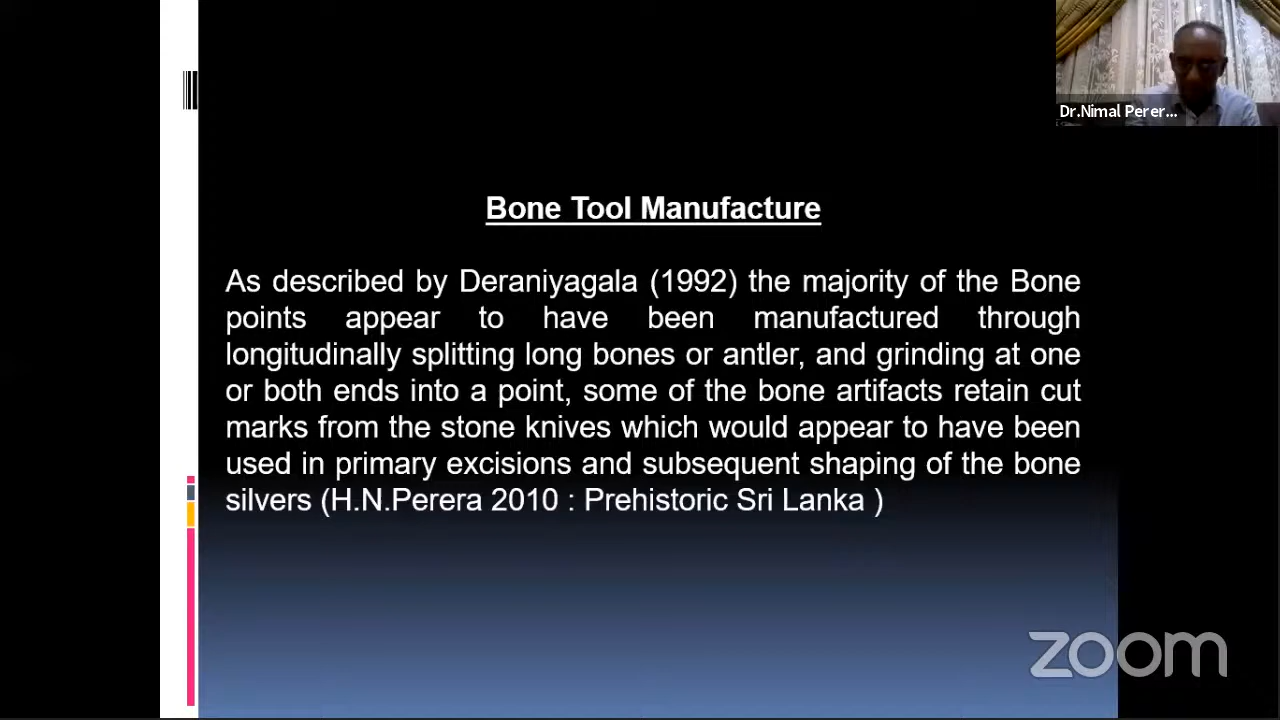 Dr.Nimal Perer...
Bone Tool Manufacture
As described by Deraniyagala (1992) the majority of the Bone
points appear to have been manufactured through
longitudinally splitting long bones or antler, and grinding at one
or both ends into a point, some of the bone artifacts retain cut
marks from the stone knives which would appear to have been
used in primary excisions and subsequent shaping of the bone
silvers (H.N.Perera 2010 : Prehistoric Sri Lanka )
zoom